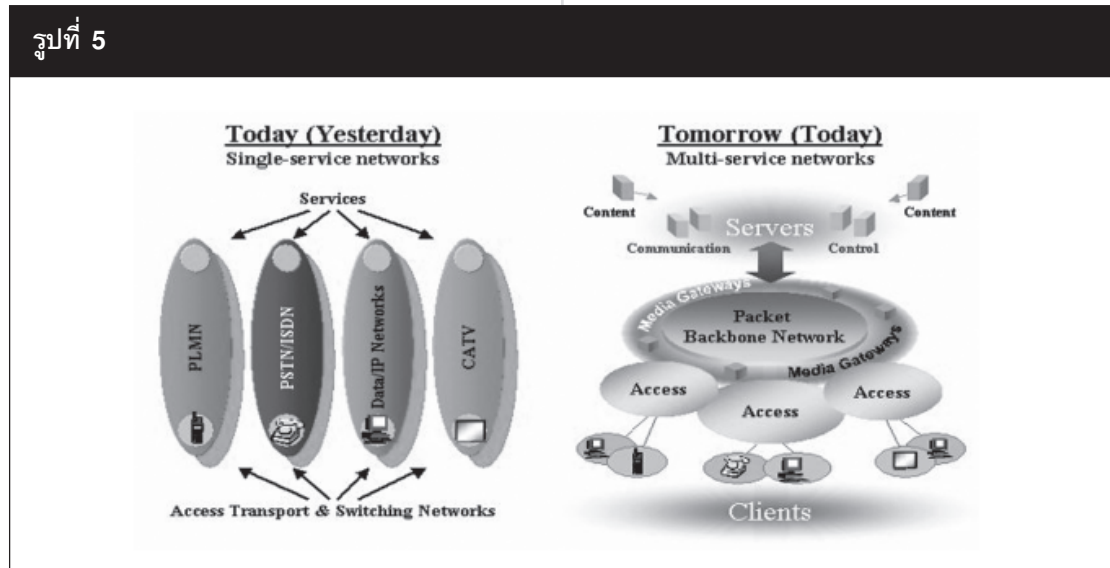 รูปที่ 5
Today (Yesterday)
Single-service networks
Services
PLMN
PSTN/ISDN
Data/IP Networks
CATV
Access Transport & Switching Networks
Tomorrow (Today)
Multi-service networks
Content
Content
Servers
Communication
Control
Media Gateways
Packet
Backbone Network
Media Gateways
Access
Access
Access
Clients